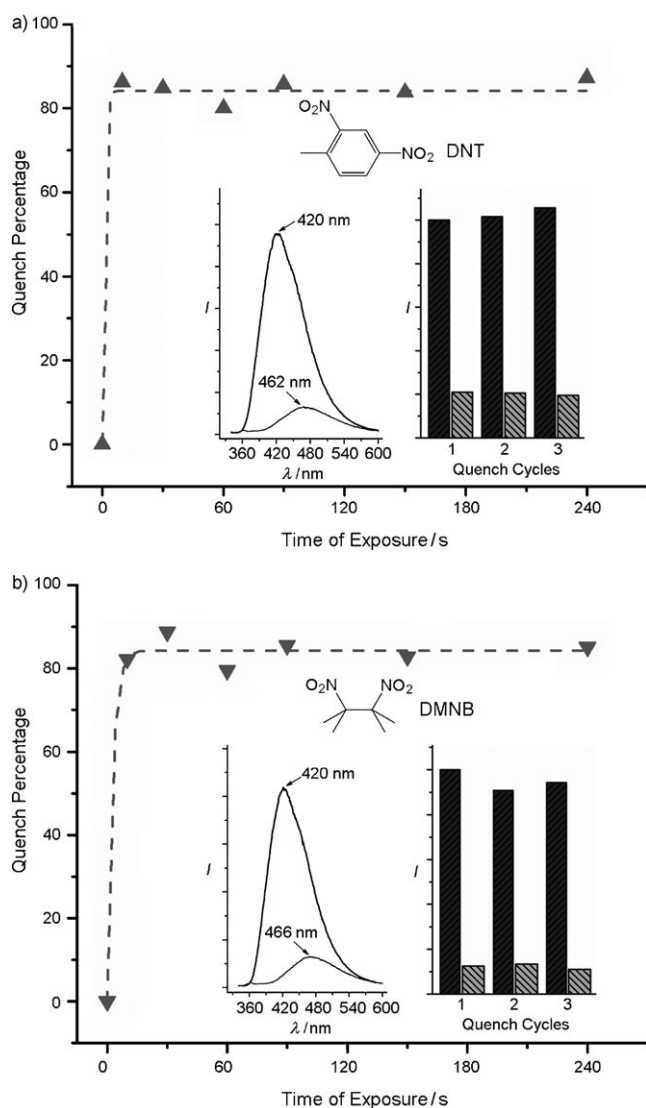 a)
100
80
60
40
20
0
Quench Percentage
O₂N
NO₂ DNT
420 nm
462 nm
I
360 420 480 540 600
λ/nm
I
1 2 3
Quench Cycles
0 60 120 180 240
Time of Exposure/s
b)
100
80
60
40
20
0
Quench Percentage
O₂N NO₂
DMNB
420 nm
466 nm
I
360 420 480 540 600
λ/nm
I
1 2 3
Quench Cycles
0 60 120 180 240
Time of Exposure/s